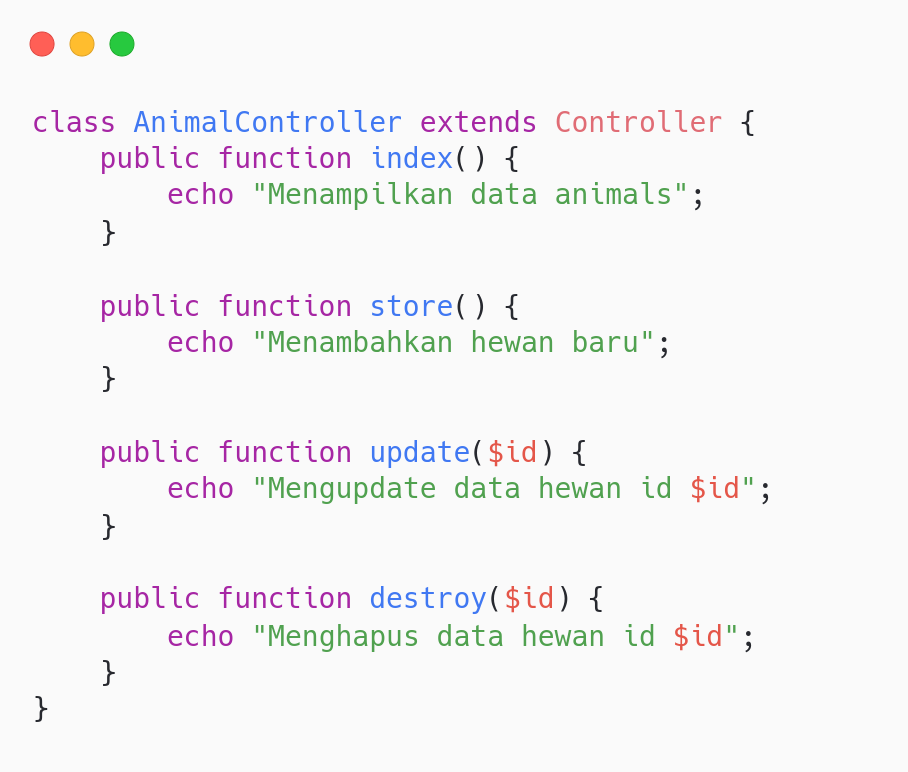 class AnimalController extends Controller {
    public function index() {
        echo "Menampilkan data animals";
    }

    public function store() {
        echo "Menambahkan hewan baru";
    }

    public function update($id) {
        echo "Mengupdate data hewan id $id";
    }

    public function destroy($id) {
        echo "Menghapus data hewan id $id";
    }
}